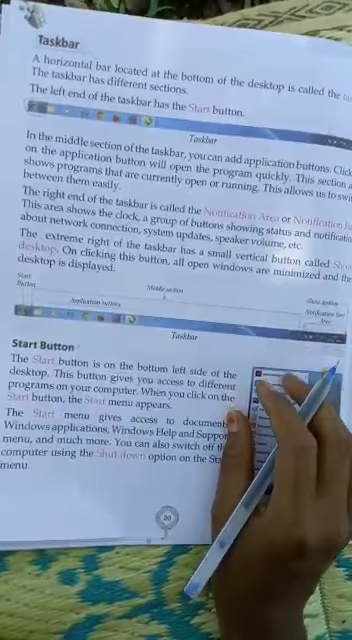 Taskbar
A horizontal bar located at the bottom of the desktop is called the
The taskbar has different sections.
The left end of the taskbar has the Start button.
Taskbar
In the middle section of the taskbar, you can add application buttons. Click
on the application button will open the program quickly. This section
shows programs that are currently open or running. This allows us to
between them easily.
The right end of the taskbar is called the Notification Area or Notification
This area shows the clock, a group of buttons showing status and
about network connection, system updates, speaker volume, etc.
The extreme right of the taskbar has a small vertical button called
desktop. On clicking this button, all open windows are minimized and the
desktop is displayed.
Start
Button
Middle section
Application buttons
Show desktop
Notification
Area
Taskbar
Start Button
The Start button is on the bottom left side of the
desktop. This button gives you access to different
programs on your computer. When you click on the
Start button, the Start menu appears.
The Start menu gives access to documents
Windows applications, Windows Help and Support
menu, and much more. You can also switch off
computer using the Shut down option on the
menu